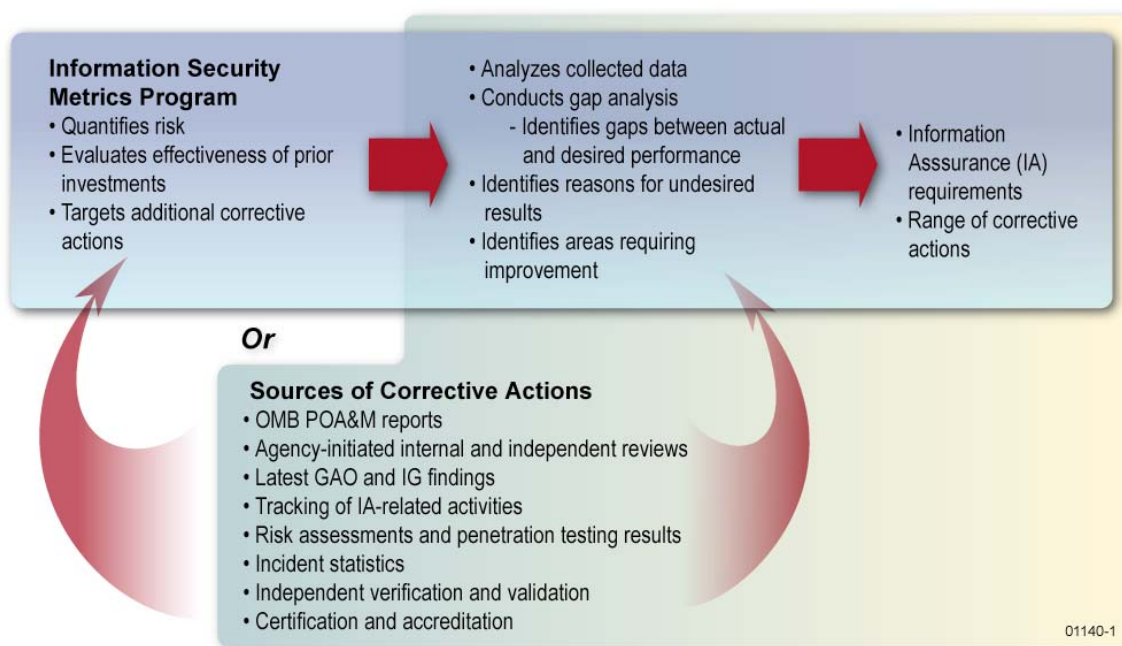 Information Security
Metrics Program
• Quantifies risk
• Evaluates effectiveness of prior
investments
• Targets additional corrective
actions
• Analyzes collected data
• Conducts gap analysis
- Identifies gaps between actual
and desired performance
• Identifies reasons for undesired
results
• Identifies areas requiring
improvement
• Information
Asssurance (IA)
requirements
• Range of corrective
actions
Or
Sources of Corrective Actions
• OMB POA&M reports
• Agency-initiated internal and independent reviews
• Latest GAO and IG findings
• Tracking of IA-related activities
• Risk assessments and penetration testing results
• Incident statistics
• Independent verification and validation
• Certification and accreditation
01140-1